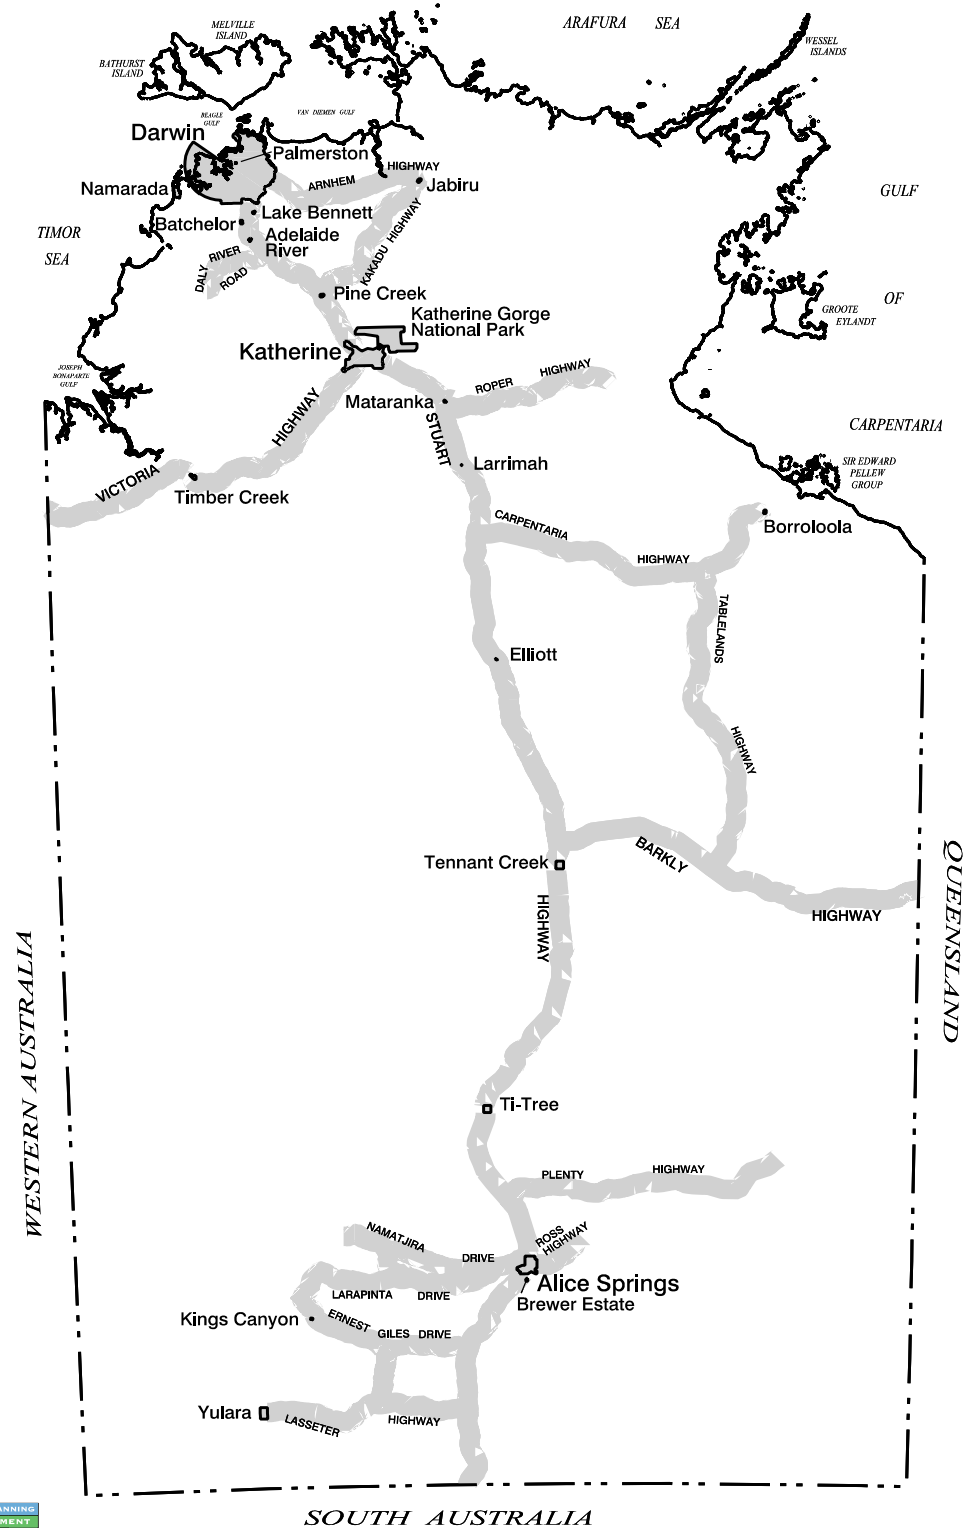 MELVILLE
ISLAND
ARAFURA SEA
WESSEL
ISLANDS
BATHURST
ISLAND
BEAGLE
GULF
VAN DIEMEN GULF
Darwin
Palmerston
HIGHWAY
ARNHEM
Jabiru
Namarada
GULF
Lake Bennett
Batchelor
KAKADU HIGHWAY
TIMOR
SEA
Adelaide
River
RIVER
DALY
ROAD
Pine Creek
OF
GROOTE
EYLANDT
Katherine Gorge
National Park
Katherine
JOSEPH
BONAPARTE
GULF
ROPER HIGHWAY
Mataranka
HIGHWAY
STUART
CARPENTARIA
Larrimah
SIR EDWARD
PELLEW
GROUP
VICTORIA
Timber Creek
CARPENTARIA
Borroloola
HIGHWAY
TABLELANDS
Elliott
HIGHWAY
Tennant Creek
BARKLY
HIGHWAY
HIGHWAY
QUEENSLAND
WESTERN AUSTRALIA
Ti-Tree
PLENTY HIGHWAY
NAMATJIRA
DRIVE
ROSS
HIGHWAY
Alice Springs
LARAPINTA DRIVE
Brewer Estate
Kings Canyon
ERNEST
GILES DRIVE
Yulara
LASSETER
HIGHWAY
SOUTH AUSTRALIA